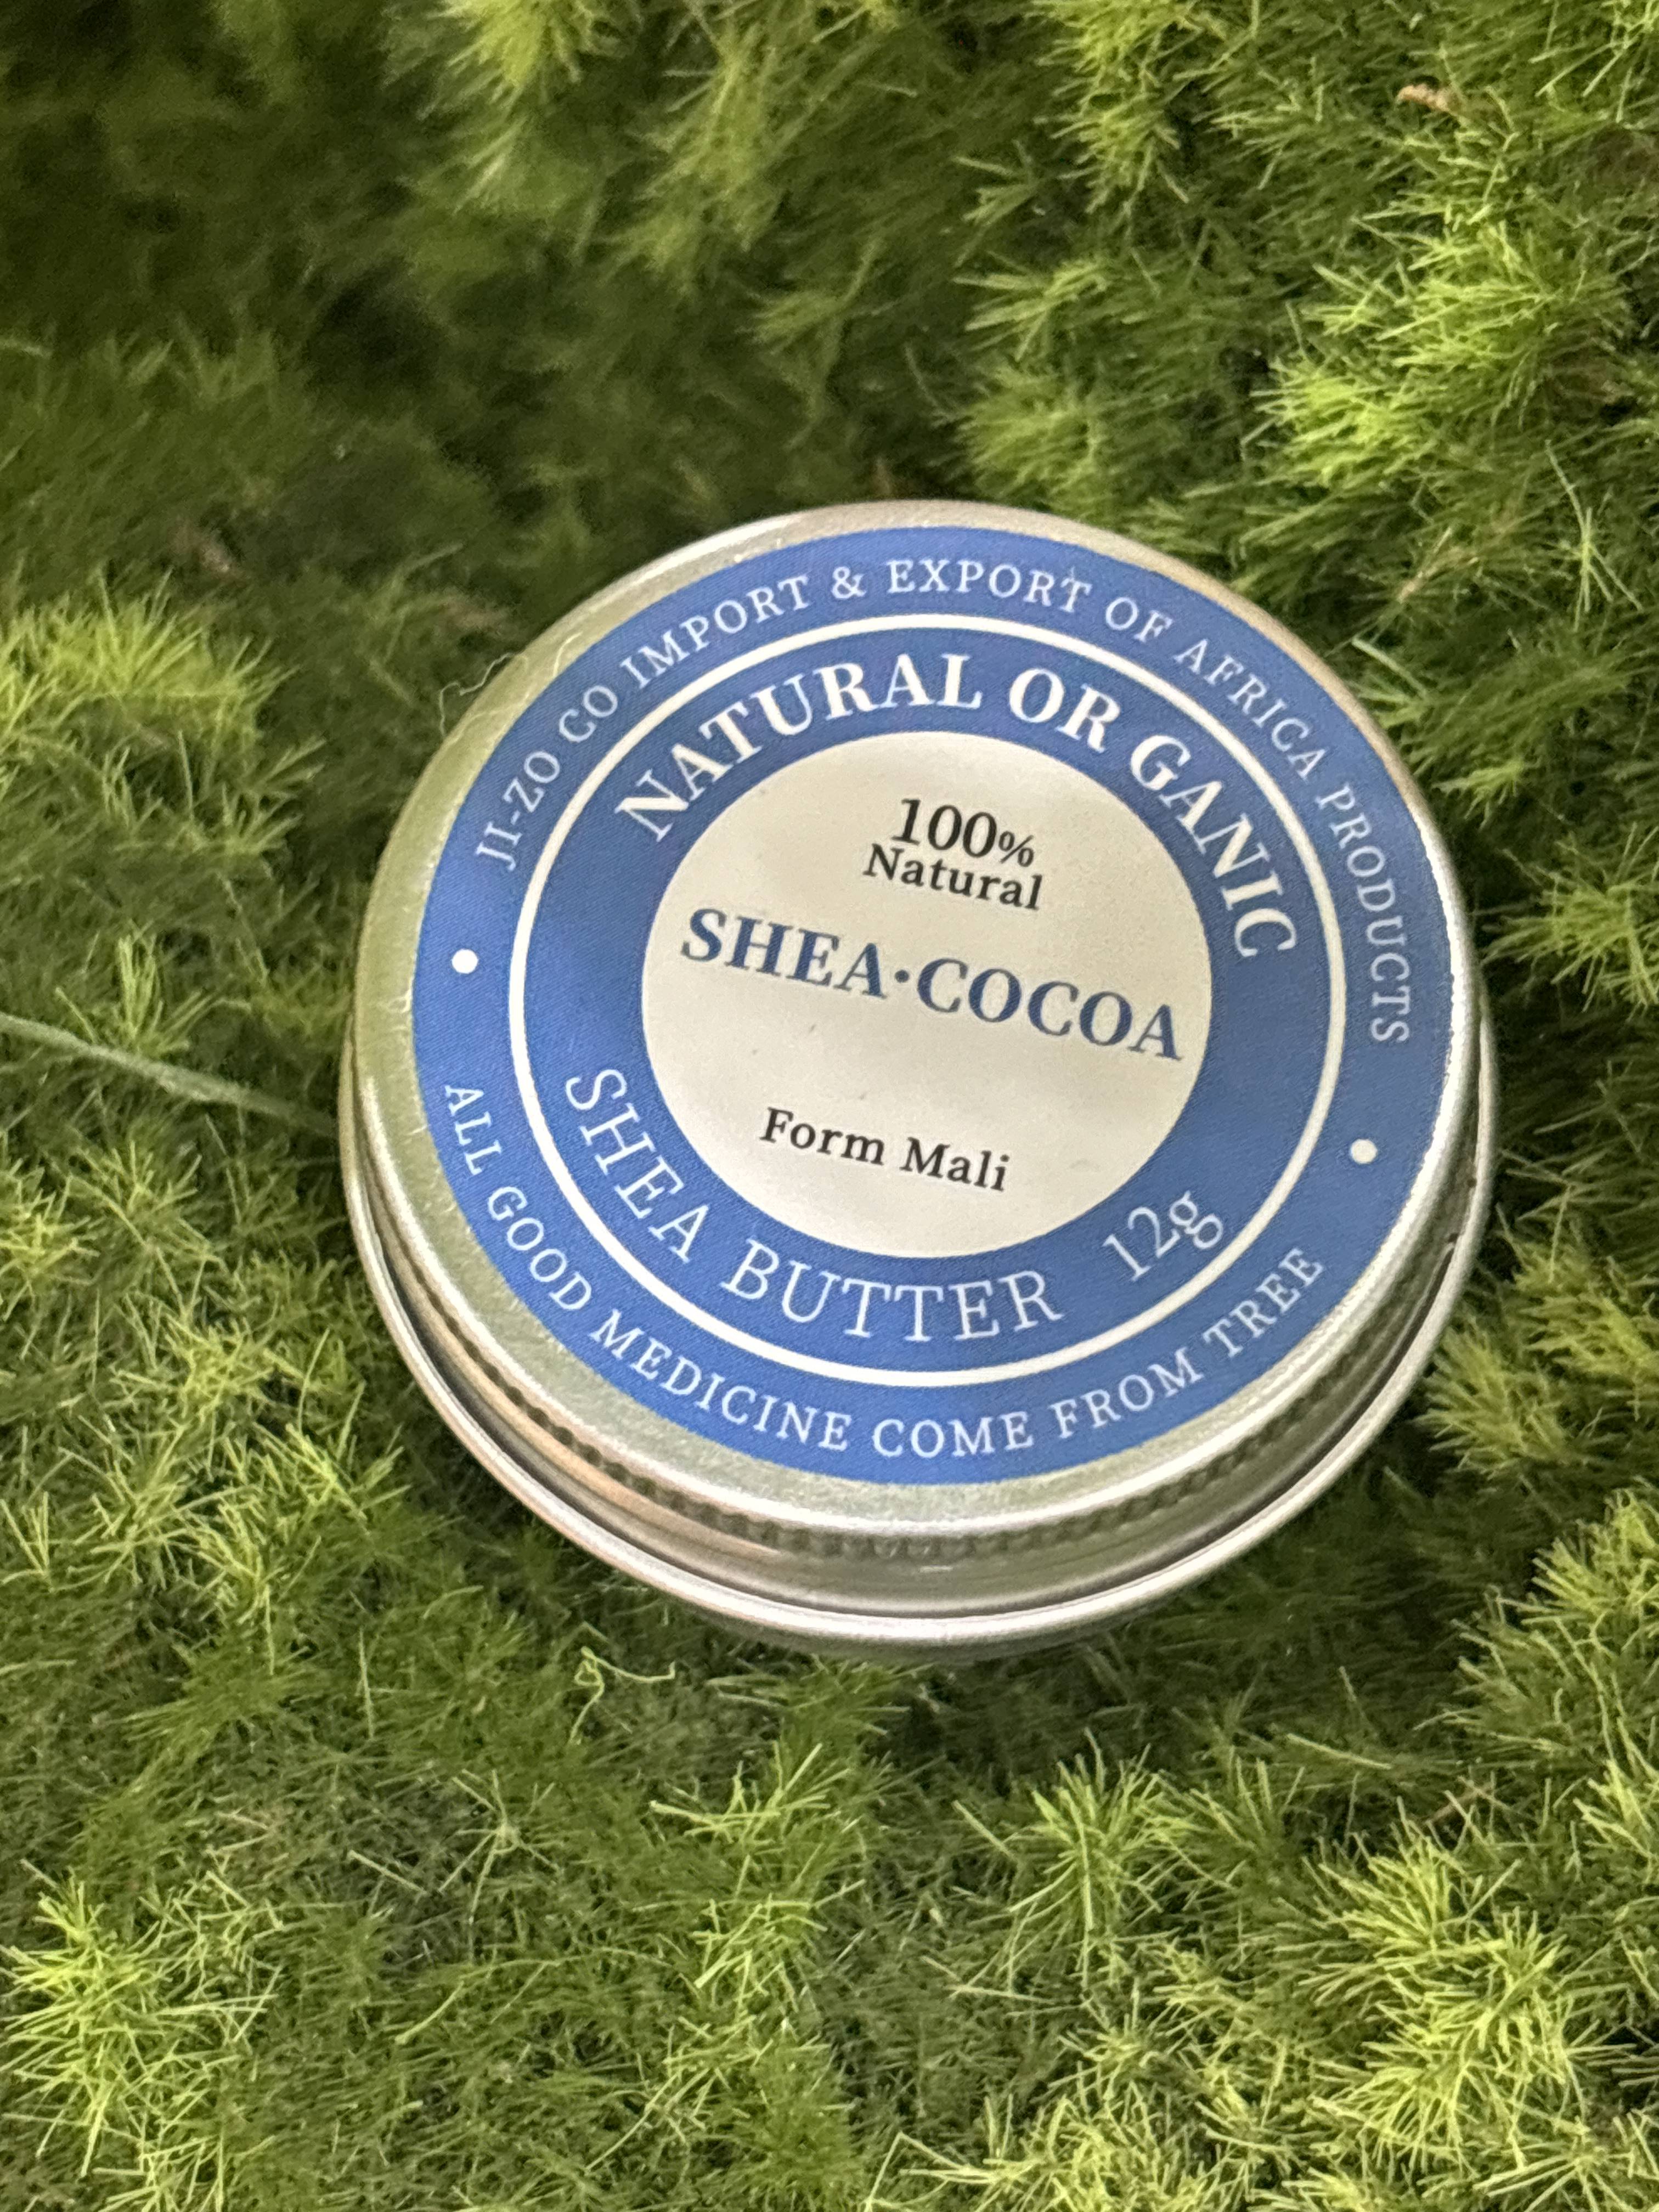 JI-ZO CO IMPORT & EXPORT OF AFRICA PRODUCTS
NATURAL OR GANIC
100%
Natural
SHEA·COCOA
Form Mali
SHEA BUTTER 12g
ALL GOOD MEDICINE COME FROM TREE